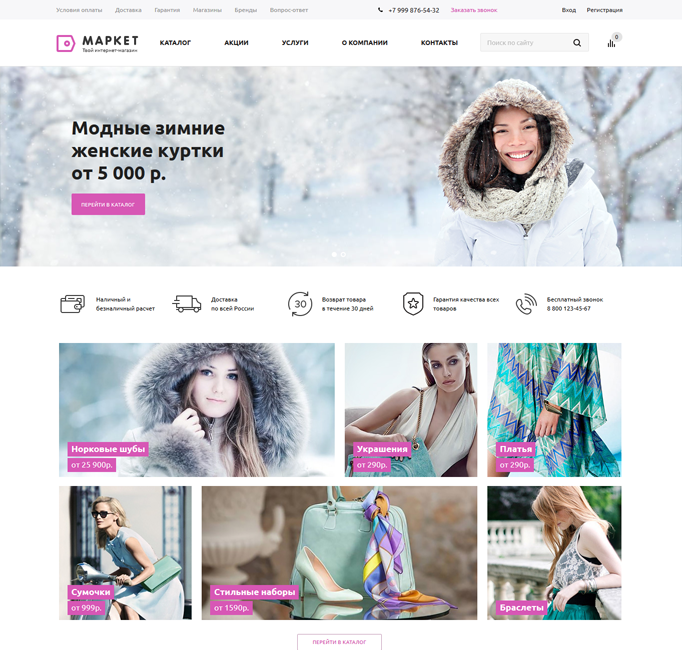 Условия оплаты Доставка Гарантия Магазины Бренды Вопрос-ответ +7 999 876-54-32 Заказать звонок Вход Регистрация
МАРКЕТ
Твой интернет-магазин
КАТАЛОГ АКЦИИ УСЛУГИ О КОМПАНИИ КОНТАКТЫ Поиск по сайту 0
Модные зимние
женские куртки
от 5 000 р.
ПЕРЕЙТИ В КАТАЛОГ
Наличный и
безналичный расчет
Доставка
по всей России
30
Возврат товара
в течение 30 дней
Гарантия качества всех
товаров
Бесплатный звонок
8 800 123-45-67
Норковые шубы
от 25 900р.
Украшения
от 290р.
Платья
от 290р.
Сумочки
от 999р.
Стильные наборы
от 1590р.
Браслеты
ПЕРЕЙТИ В КАТАЛОГ